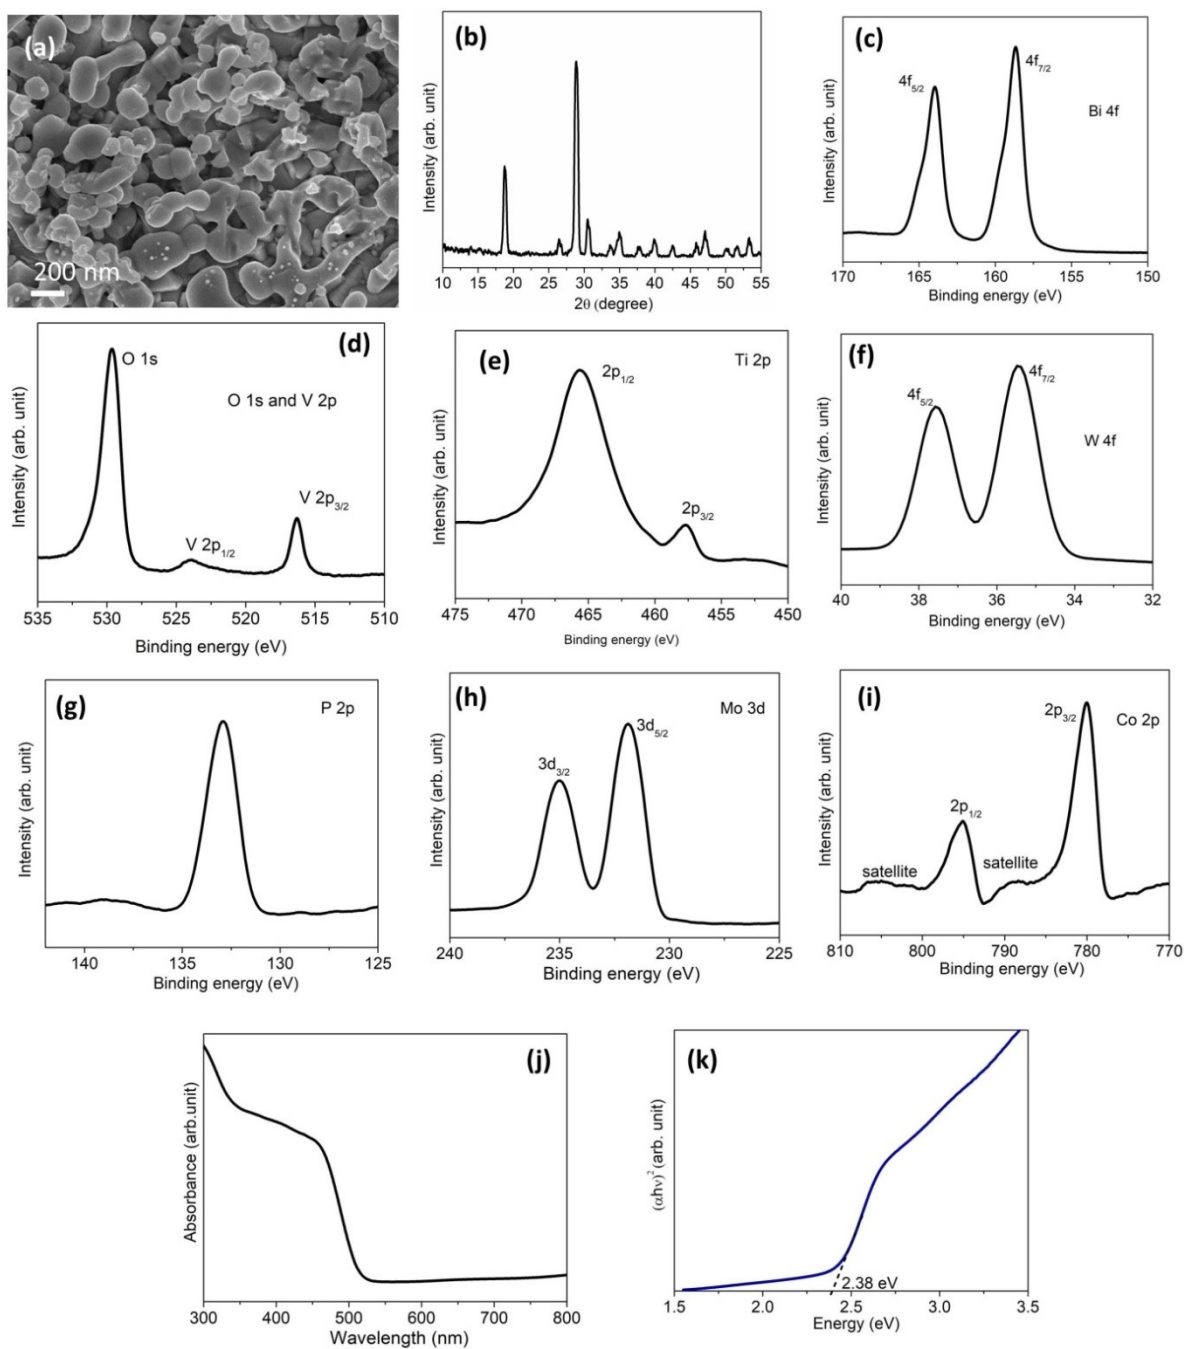 (a)
200 nm
(b)
Intensity (arb. unit)
10 15 20 25 30 35 40 45 50 55
2θ (degree)
(c)
4f5/2
4f7/2
Bi 4f
Intensity (arb. unit)
170 165 160 155 150
Binding energy (eV)
(d)
O 1s
O 1s and V 2p
V 2p3/2
V 2p1/2
Intensity (arb. unit)
535 530 525 520 515 510
Binding energy (eV)
(e)
Ti 2p
2p1/2
2p3/2
Intensity (arb. unit)
475 470 465 460 455 450
Binding energy (eV)
(f)
4f7/2
4f5/2
W 4f
Intensity (arb. unit)
40 38 36 34 32
Binding energy (eV)
(g)
P 2p
Intensity (arb. unit)
140 135 130 125
Binding energy (eV)
(h)
Mo 3d
3d5/2
3d3/2
Intensity (arb. unit)
240 235 230 225
Binding energy (eV)
(i)
2p3/2
Co 2p
2p1/2
satellite
satellite
Intensity (arb. unit)
810 800 790 780 770
Binding energy (eV)
(j)
Absorbance (arb.unit)
300 400 500 600 700 800
Wavelength (nm)
(k)
(αhν)² (arb. unit)
2.38 eV
1.5 2.0 2.5 3.0 3.5
Energy (eV)